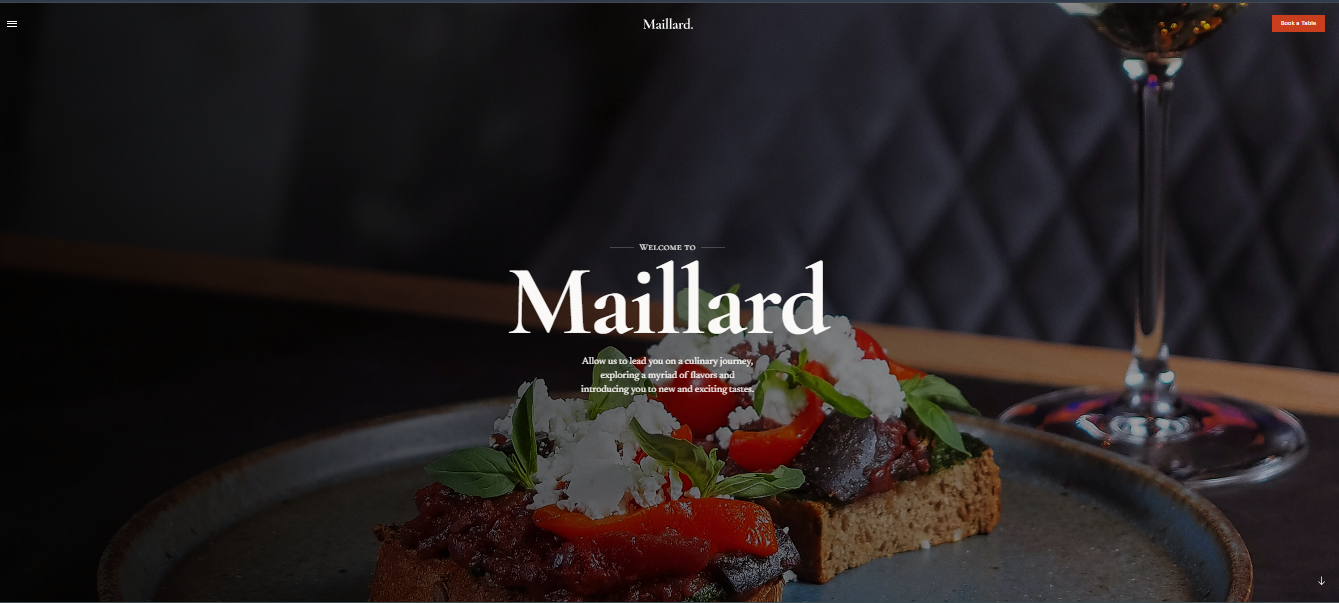 Maillard.
Book a Table
Welcome to
Maillard
Allow us to lead you on a culinary journey,
exploring a myriad of flavors and
introducing you to new and exciting tastes.